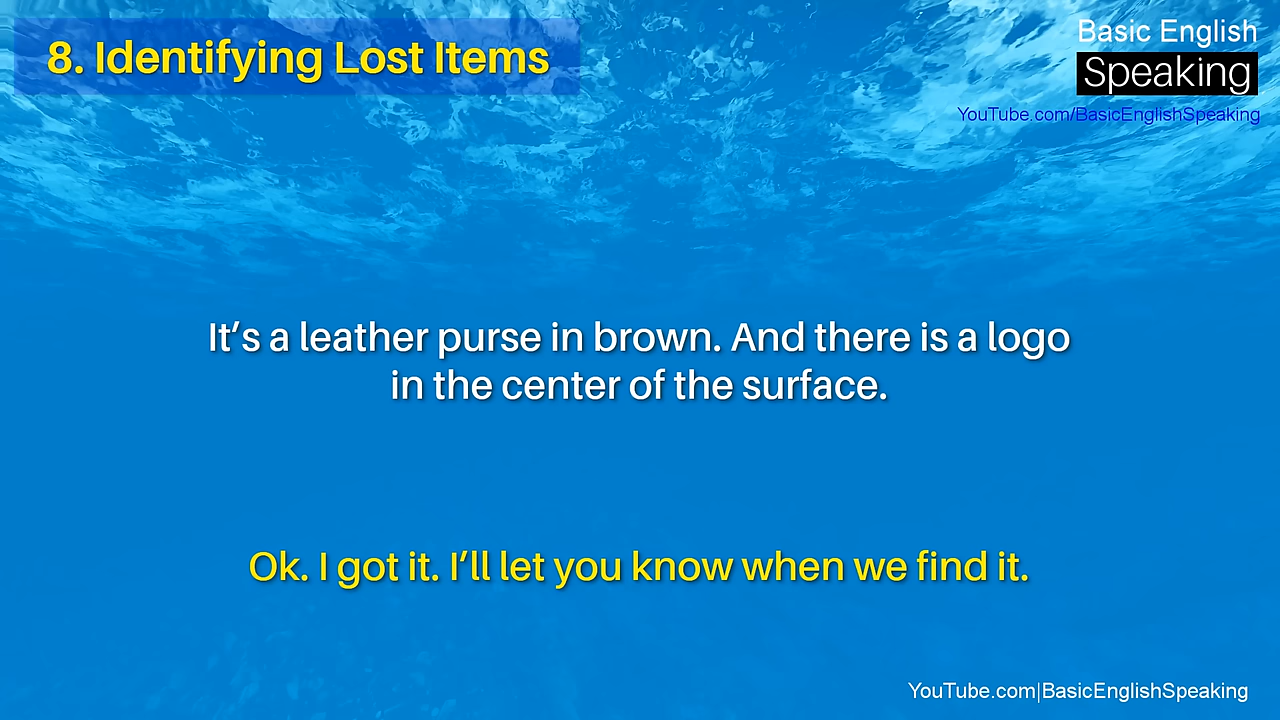 8. Identifying Lost Items
Basic English
Speaking
YouTube.com/BasicEnglishSpeaking
It’s a leather purse in brown. And there is a logo
in the center of the surface.
Ok. I got it. I’ll let you know when we find it.
YouTube.com|BasicEnglishSpeaking